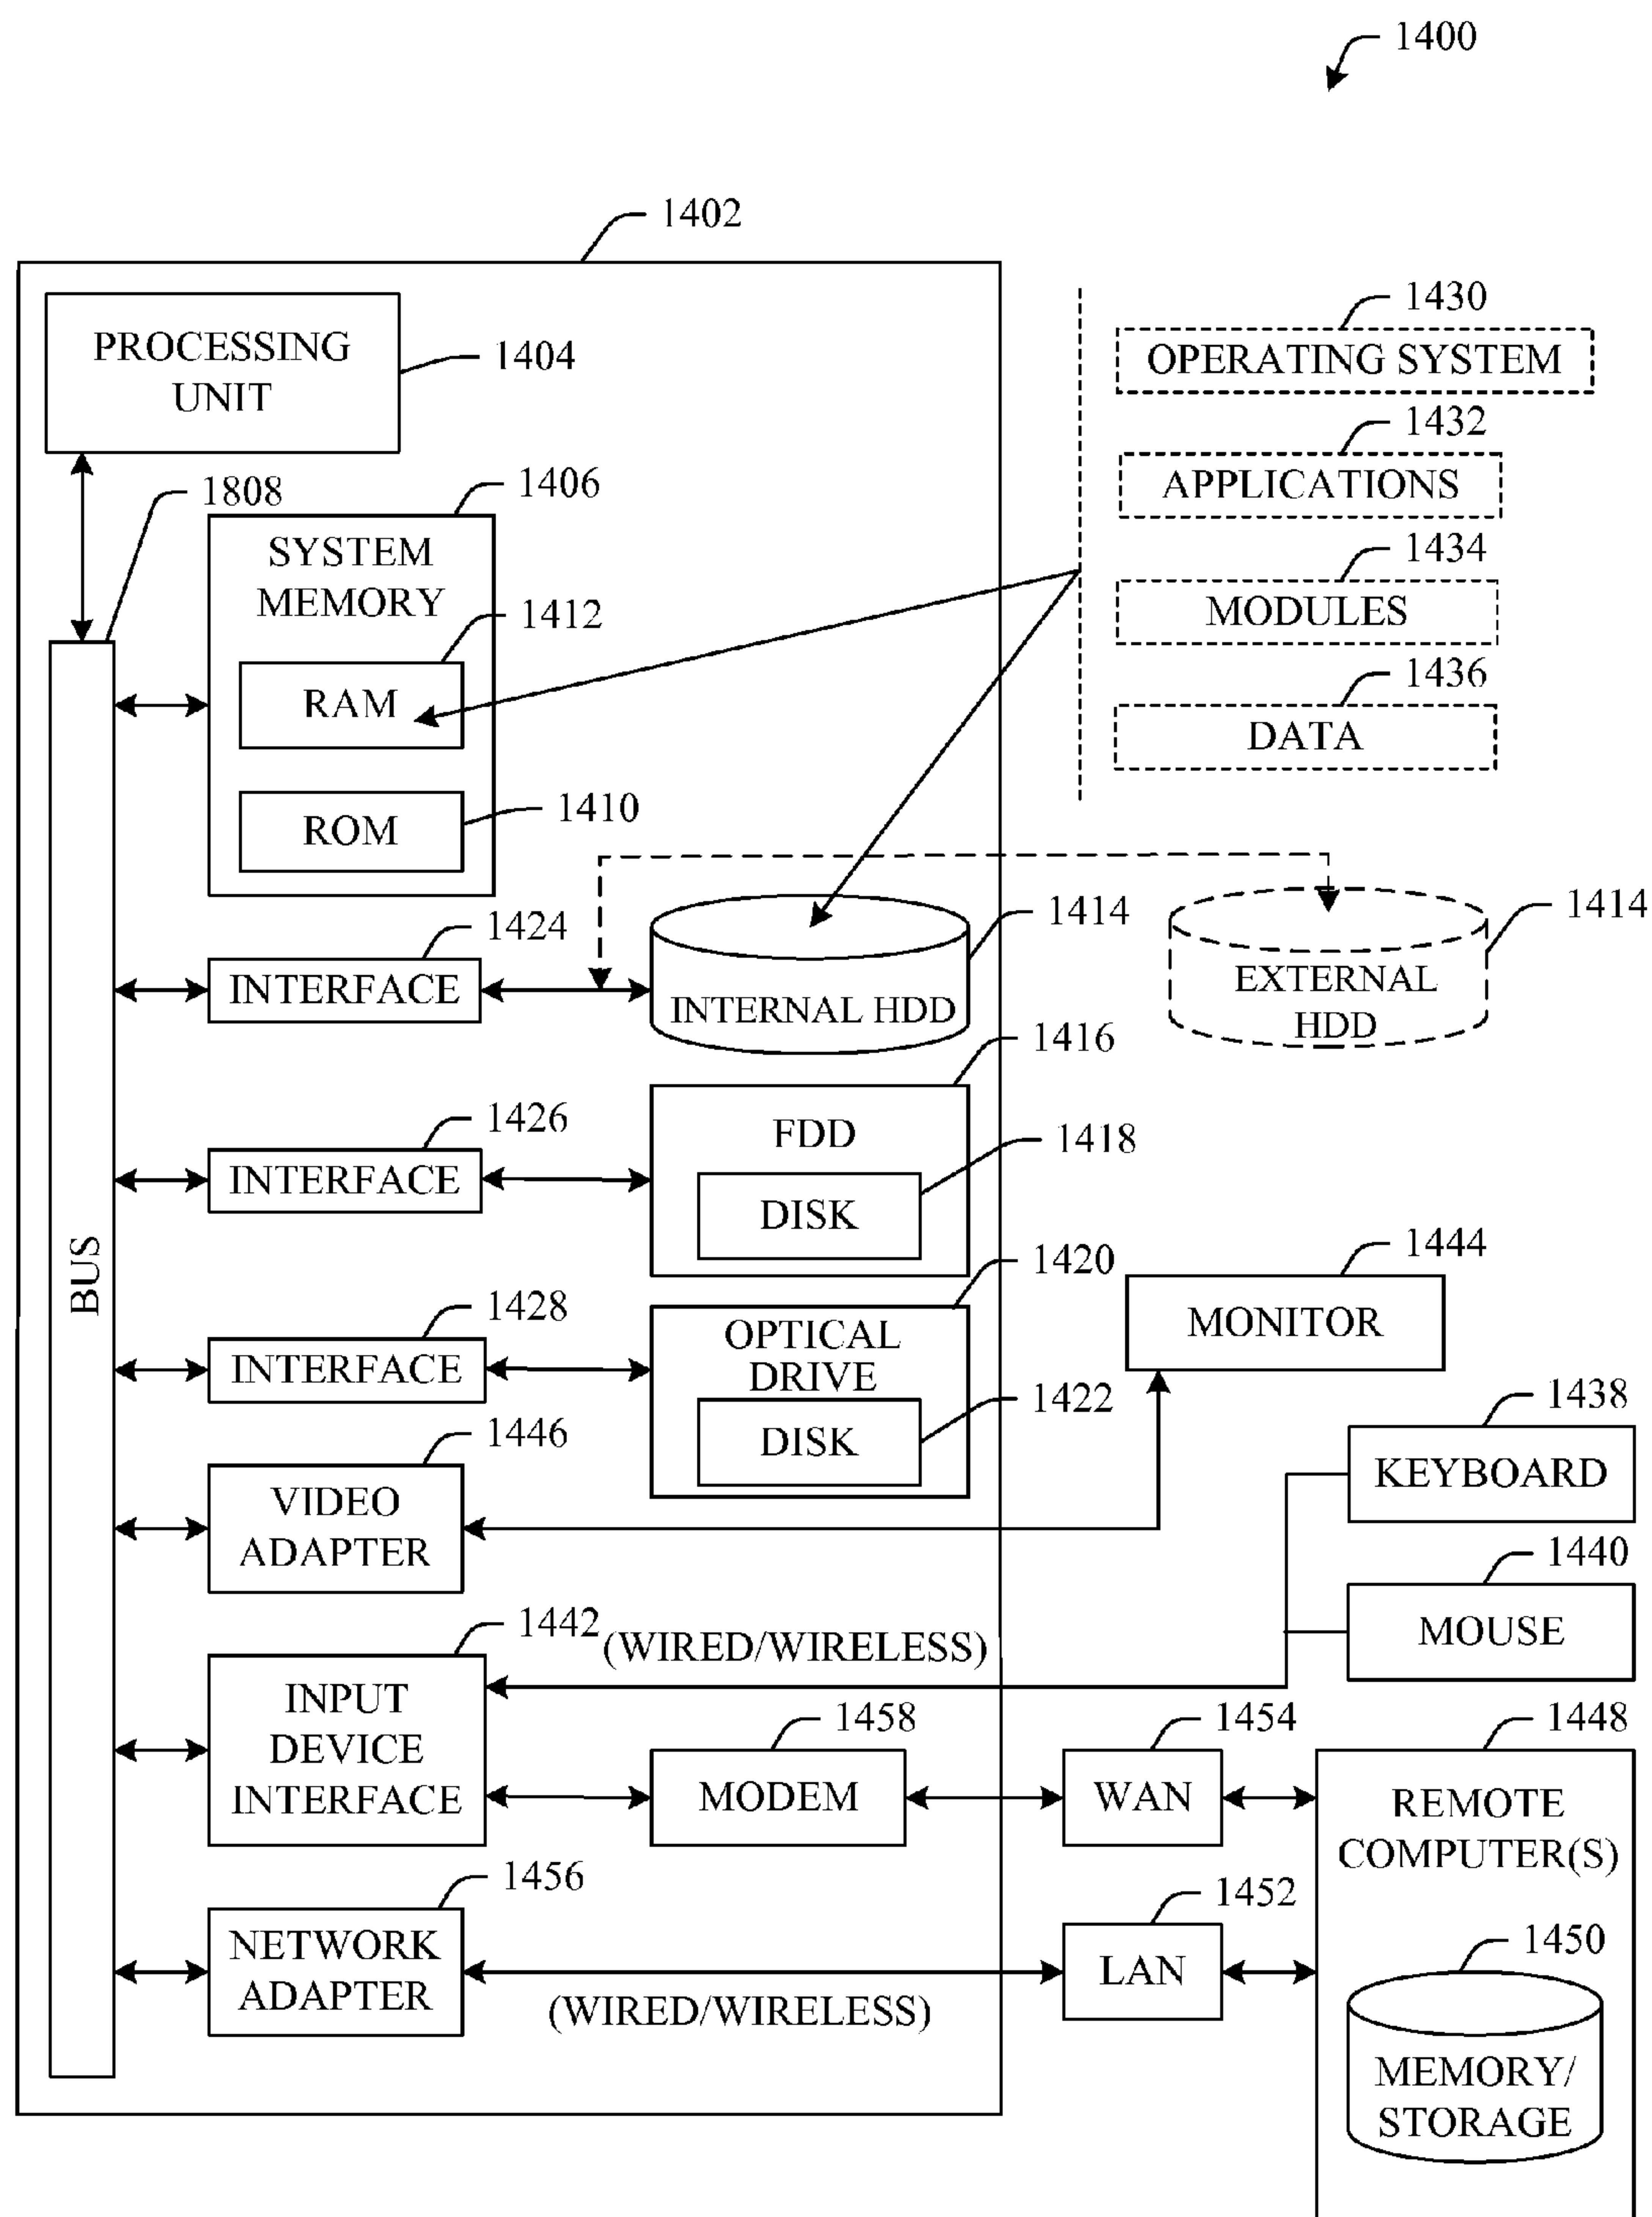 1400
1402
PROCESSING
UNIT
1404
1430
OPERATING SYSTEM
1432
APPLICATIONS
1434
MODULES
1436
DATA
1808
1406
SYSTEM
MEMORY
1412
RAM
1410
ROM
1424
INTERFACE
1414
INTERNAL HDD
1414
EXTERNAL
HDD
1426
INTERFACE
1416
FDD
1418
DISK
BUS
1428
INTERFACE
1420
OPTICAL
DRIVE
1422
DISK
1444
MONITOR
1446
VIDEO
ADAPTER
1438
KEYBOARD
1440
MOUSE
1442
(WIRED/WIRELESS)
INPUT
DEVICE
INTERFACE
1458
MODEM
1454
WAN
1448
REMOTE
COMPUTER(S)
1456
NETWORK
ADAPTER
(WIRED/WIRELESS)
1452
LAN
1450
MEMORY/
STORAGE